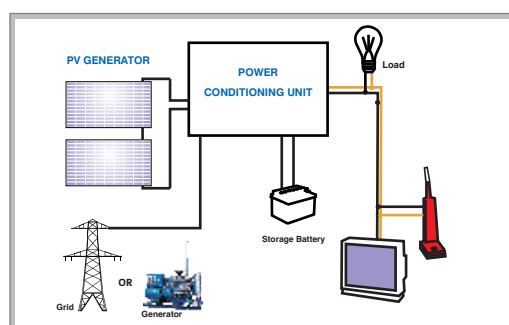 PV GENERATOR
POWER
CONDITIONING UNIT
Load
Storage Battery
OR
Grid
Generator